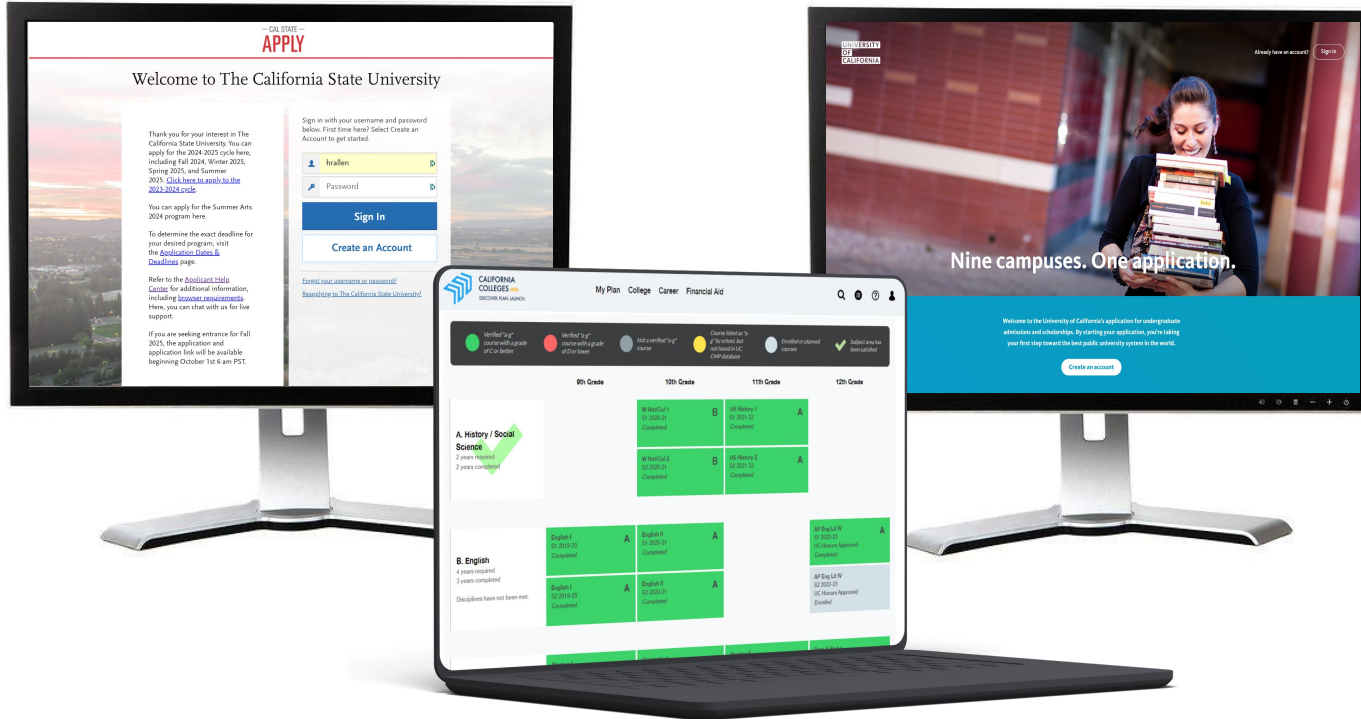 — CAL STATE —
APPLY
Welcome to The California State University
Thank you for your interest in The
California State University. You can
apply for the 2024-2025 cycle here,
including Fall 2024, Winter 2025,
Spring 2025, and Summer
2025. Click here to apply to the
2023-2024 cycle.
You can apply for the Summer Arts
2024 program here.
To determine the exact deadline for
your desired program, visit
the Application Dates &
Deadlines page.
Refer to the Applicant Help
Center for additional information,
including browser requirements.
Here, you can chat with us for live
support.
If you are seeking entrance for Fall
2025, the application and
application link will be available
beginning October 1st 6 am PST.
Sign in with your username and password
below. First time here? Select Create an
Account to get started.
hrallen
Password
Sign In
Create an Account
Forgot your username or password?
Reapplying to The California State University?
UNIVERSITY
OF
CALIFORNIA
Already have an account?
Sign in
Nine campuses. One application.
Welcome to the University of California's application for undergraduate
admissions and scholarships. By starting your application, you're taking
your first step toward the best public university system in the world.
Create an account
CALIFORNIA
COLLEGES
DISCOVER. PLAN. LAUNCH.
My Plan College Career Financial Aid
Verified "a-g"
course with a grade
of C or better
Verified "a-g"
course with a grade
of D or lower
Not a verified "a-g"
course
Course listed as "a-
g" by school, but
not found in UC
CMP database
Enrolled or planned
courses
Subject area has
been satisfied
9th Grade 10th Grade 11th Grade 12th Grade
A. History / Social
Science
2 years required
2 years completed
W Hist/Cul 1 B
S1 2020-21
Completed
US History 1 A
S1 2021-22
Completed
W Hist/Cul 2 B
S2 2020-21
Completed
US History 2 A
S2 2021-22
Completed
B. English
4 years required
3 years completed
Disciplines have not been met.
English I A
S1 2019-20
Completed
English II A
S1 2020-21
Completed
AP Eng Lit IV A
S1 2022-23
UC Honors Approved
Completed
English I A
S2 2019-20
Completed
English II A
S2 2020-21
Completed
AP Eng Lit IV
S2 2022-23
UC Honors Approved
Enrolled